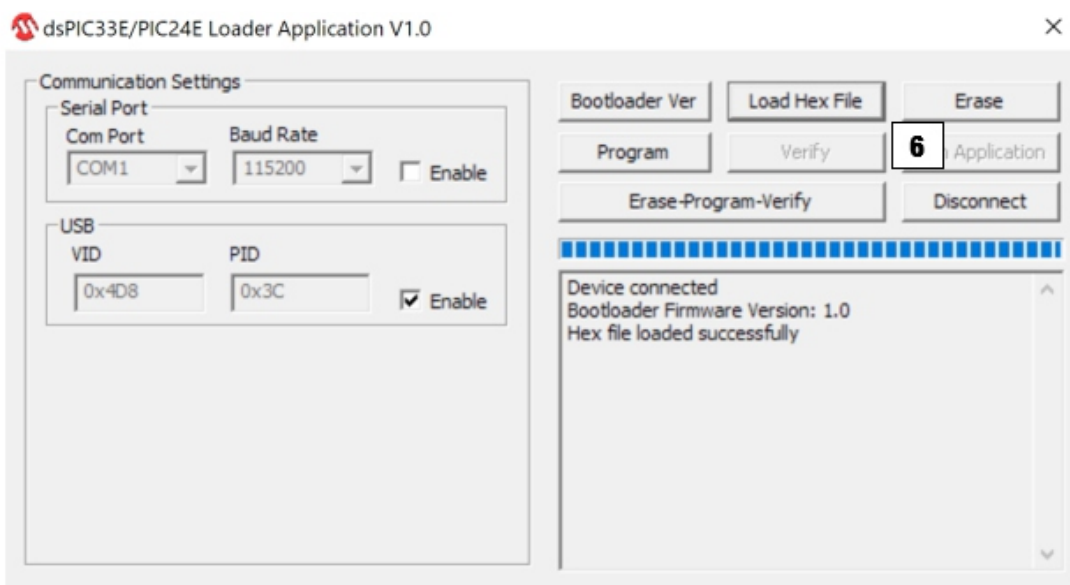 dsPIC33E/PIC24E Loader Application V1.0
Communication Settings
Serial Port
Com Port Baud Rate
COM1 115200 Enable
USB
VID PID
0x4D8 0x3C Enable
Bootloader Ver Load Hex File Erase
Program Verify 6 Application
Erase-Program-Verify Disconnect
Device connected
Bootloader Firmware Version: 1.0
Hex file loaded successfully